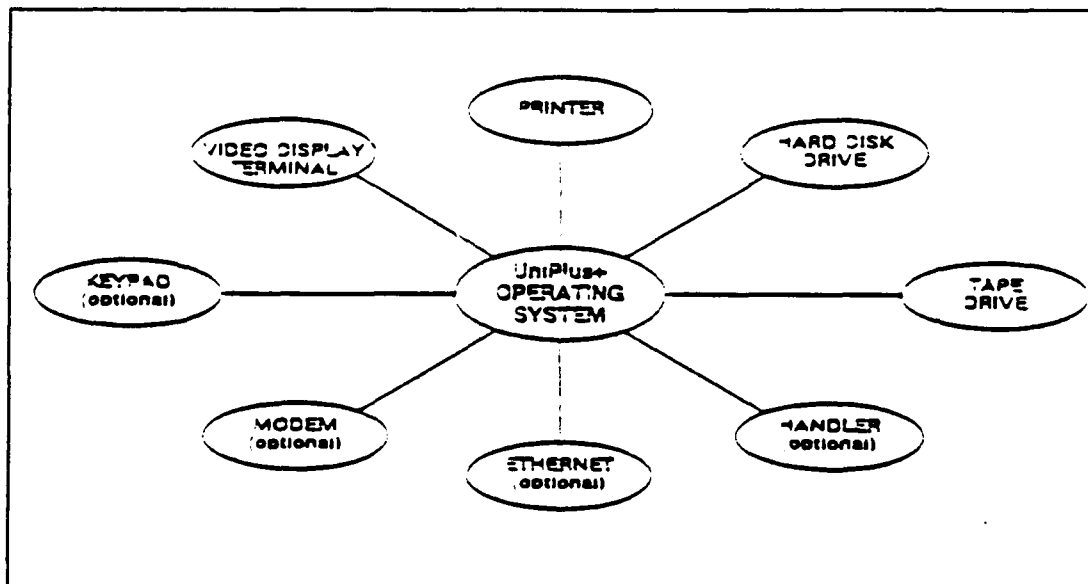 PRINTER
VIDEO DISPLAY
TERMINAL
HARD DISK
DRIVE
UniPlus+
OPERATING
SYSTEM
KEYPAD
(optional)
TAPE
DRIVE
MODEM
(optional)
ETHERNET
(optional)
HANDLER
(optional)